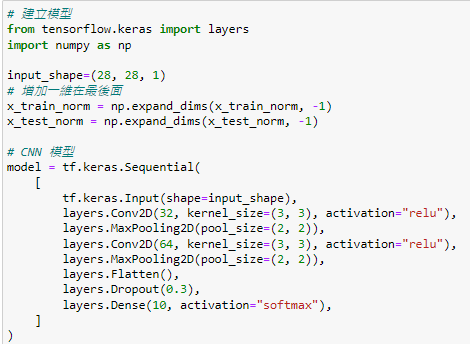 # 建立模型
from tensorflow.keras import layers
import numpy as np
input_shape=(28, 28, 1)
# 增加一維在最後面
x_train_norm = np.expand_dims(x_train_norm, -1)
x_test_norm = np.expand_dims(x_test_norm, -1)
# CNN 模型
model = tf.keras.Sequential(
    [
        tf.keras.Input(shape=input_shape),
        layers.Conv2D(32, kernel_size=(3, 3), activation="relu"),
        layers.MaxPooling2D(pool_size=(2, 2)),
        layers.Conv2D(64, kernel_size=(3, 3), activation="relu"),
        layers.MaxPooling2D(pool_size=(2, 2)),
        layers.Flatten(),
        layers.Dropout(0.3),
        layers.Dense(10, activation="softmax"),
    ]
)